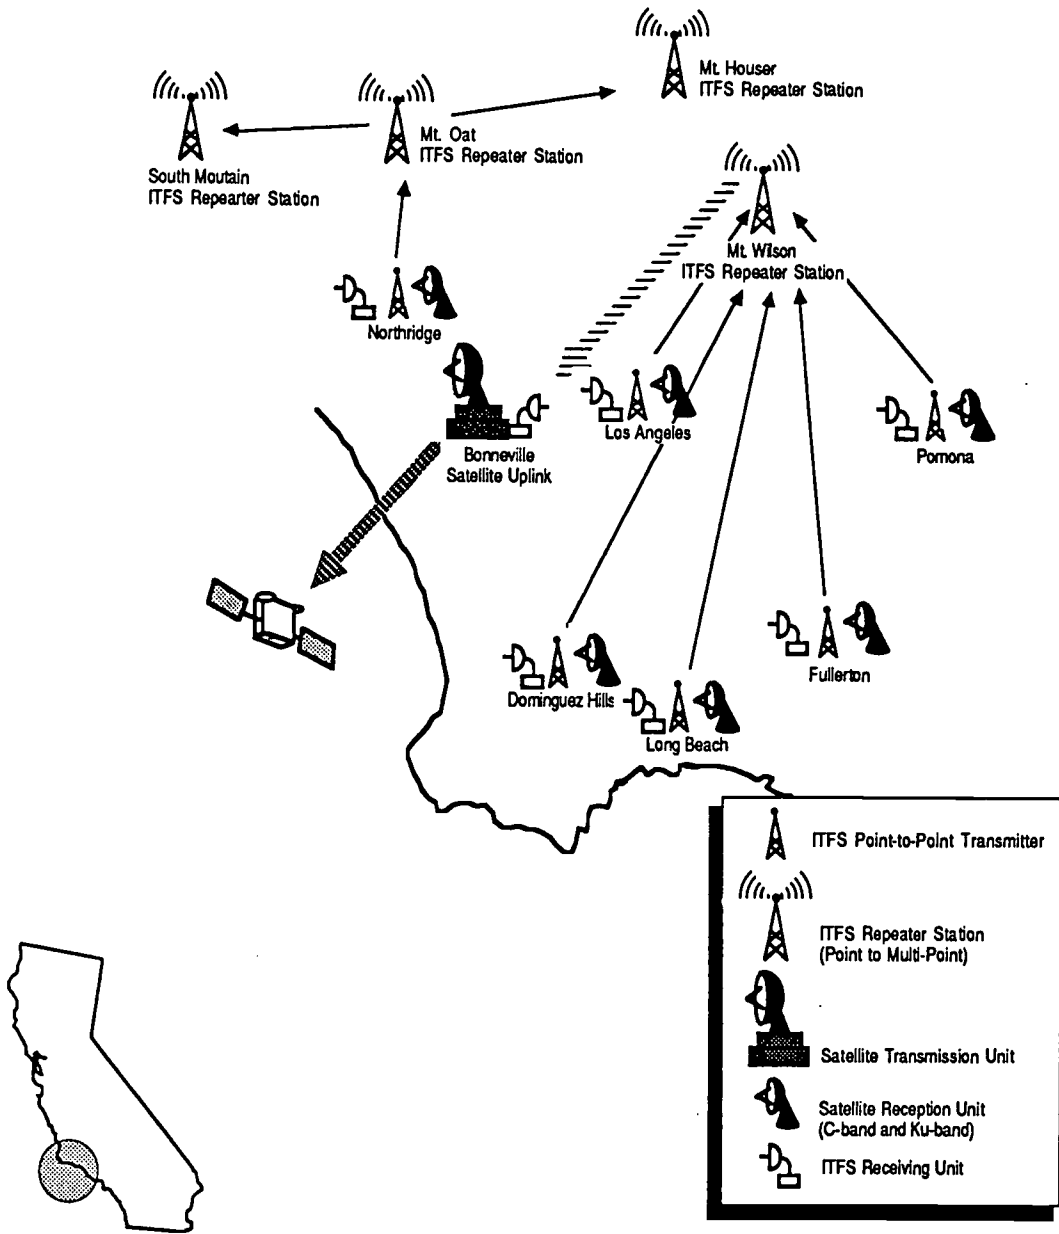 Mt. Houser
ITFS Repeater Station
Mt. Oat
ITFS Repeater Station
South Moutain
ITFS Repearter Station
Mt. Wilson
ITFS Repeater Station
Northridge
Los Angeles
Pomona
Bonneville
Satellite Uplink
Fullerton
Dominguez Hills
Long Beach
ITFS Point-to-Point Transmitter
ITFS Repeater Station
(Point to Multi-Point)
Satellite Transmission Unit
Satellite Reception Unit
(C-band and Ku-band)
ITFS Receiving Unit